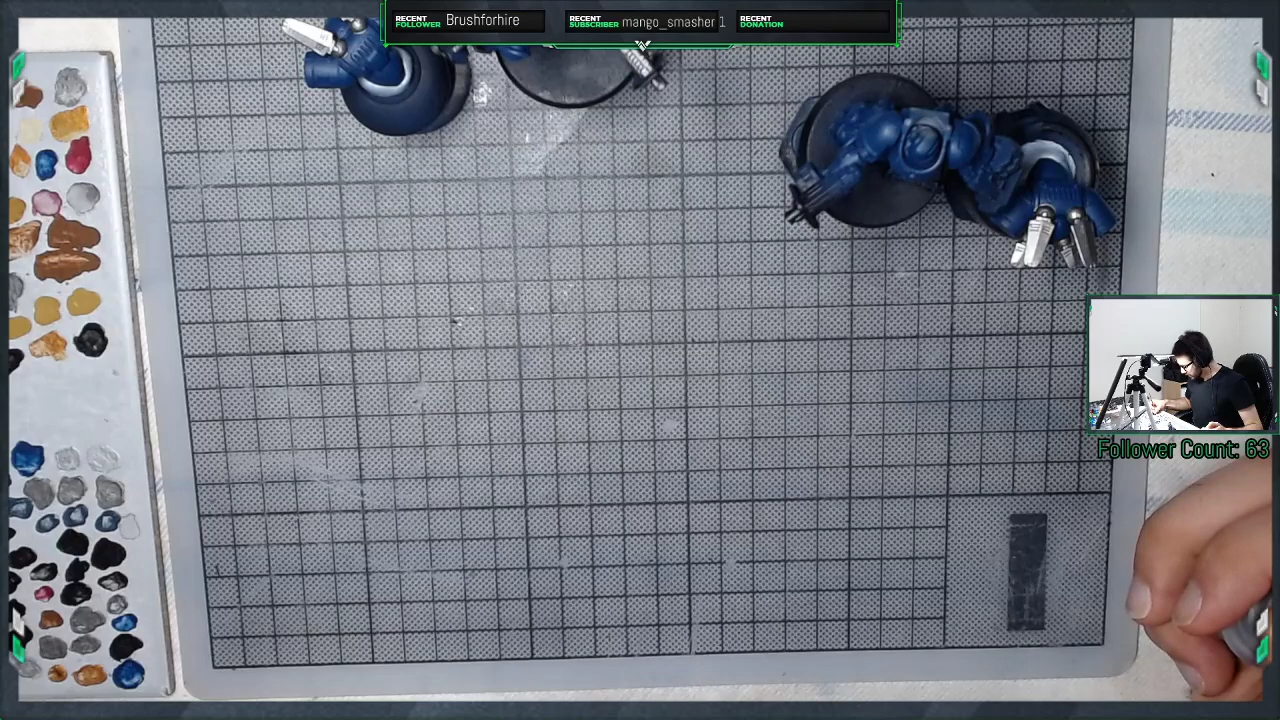 RECENT
FOLLOWER
Brushforhire
RECENT
SUBSCRIBER
mango_smasher 1
RECENT
DONATION
Follower Count: 63